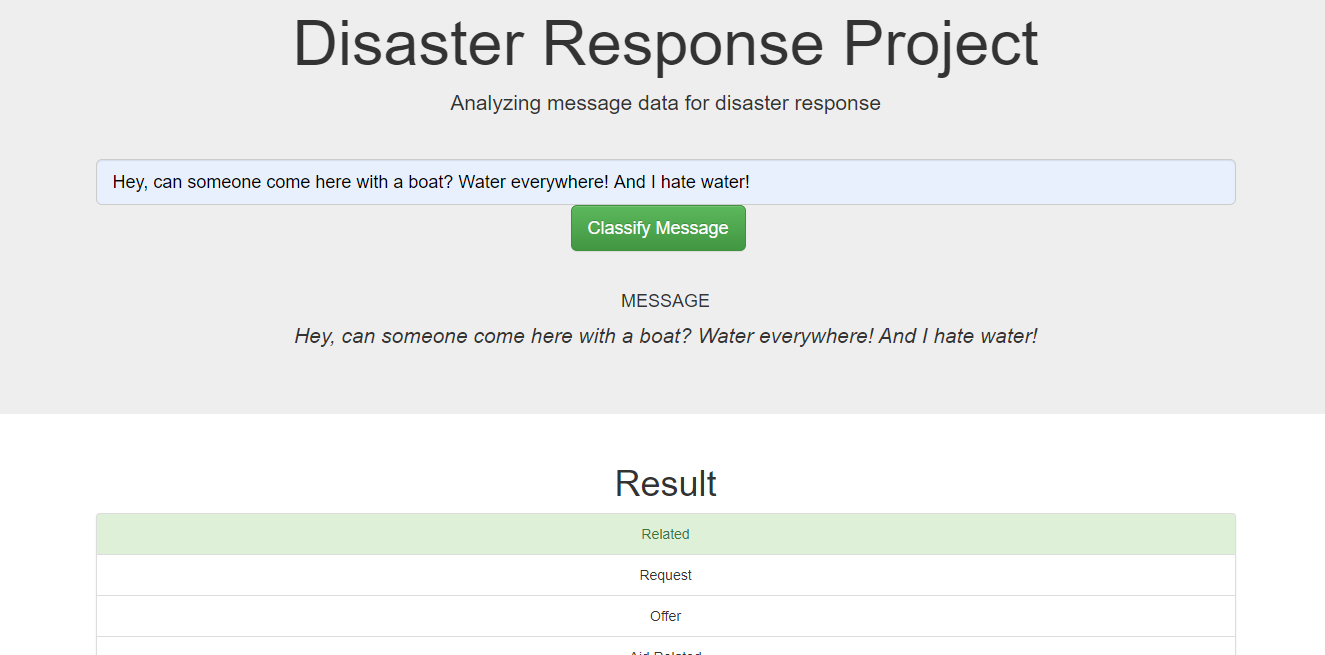 Disaster Response Project
Analyzing message data for disaster response
Hey, can someone come here with a boat? Water everywhere! And I hate water!
Classify Message
MESSAGE
Hey, can someone come here with a boat? Water everywhere! And I hate water!
Result
Related
Request
Offer
Aid Related